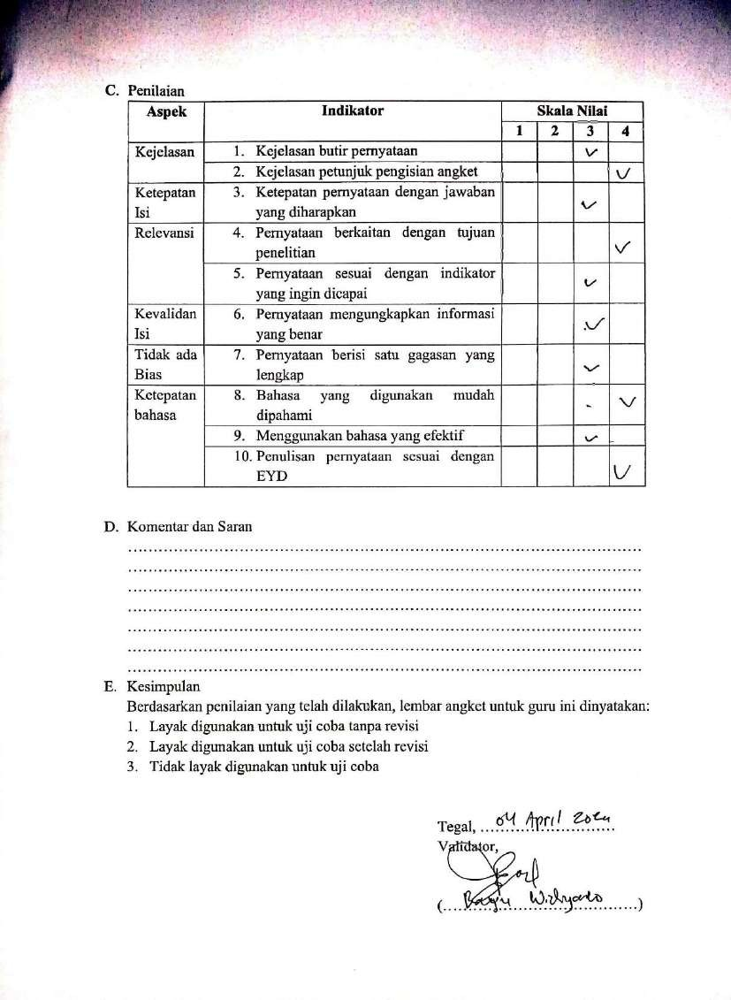 C. Penilaian
Aspek Indikator Skala Nilai
1 2 3 4
Kejelasan 1. Kejelasan butir pernyataan ✓
2. Kejelasan petunjuk pengisian angket ✓
Ketepatan 3. Ketepatan pernyataan dengan jawaban
Isi yang diharapkan ✓
Relevansi 4. Pernyataan berkaitan dengan tujuan
penelitian ✓
5. Pernyataan sesuai dengan indikator
yang ingin dicapai ✓
Kevalidan 6. Pernyataan mengungkapkan informasi
Isi yang benar ✓
Tidak ada 7. Pernyataan berisi satu gagasan yang
Bias lengkap ✓
Ketepatan 8. Bahasa yang digunakan mudah
bahasa dipahami ✓
9. Menggunakan bahasa yang efektif ✓
10. Penulisan pernyataan sesuai dengan
EYD ✓
D. Komentar dan Saran
E. Kesimpulan
Berdasarkan penilaian yang telah dilakukan, lembar angket untuk guru ini dinyatakan:
1. Layak digunakan untuk uji coba tanpa revisi
2. Layak digunakan untuk uji coba setelah revisi
3. Tidak layak digunakan untuk uji coba
Tegal, 04 April 2024
Validator,